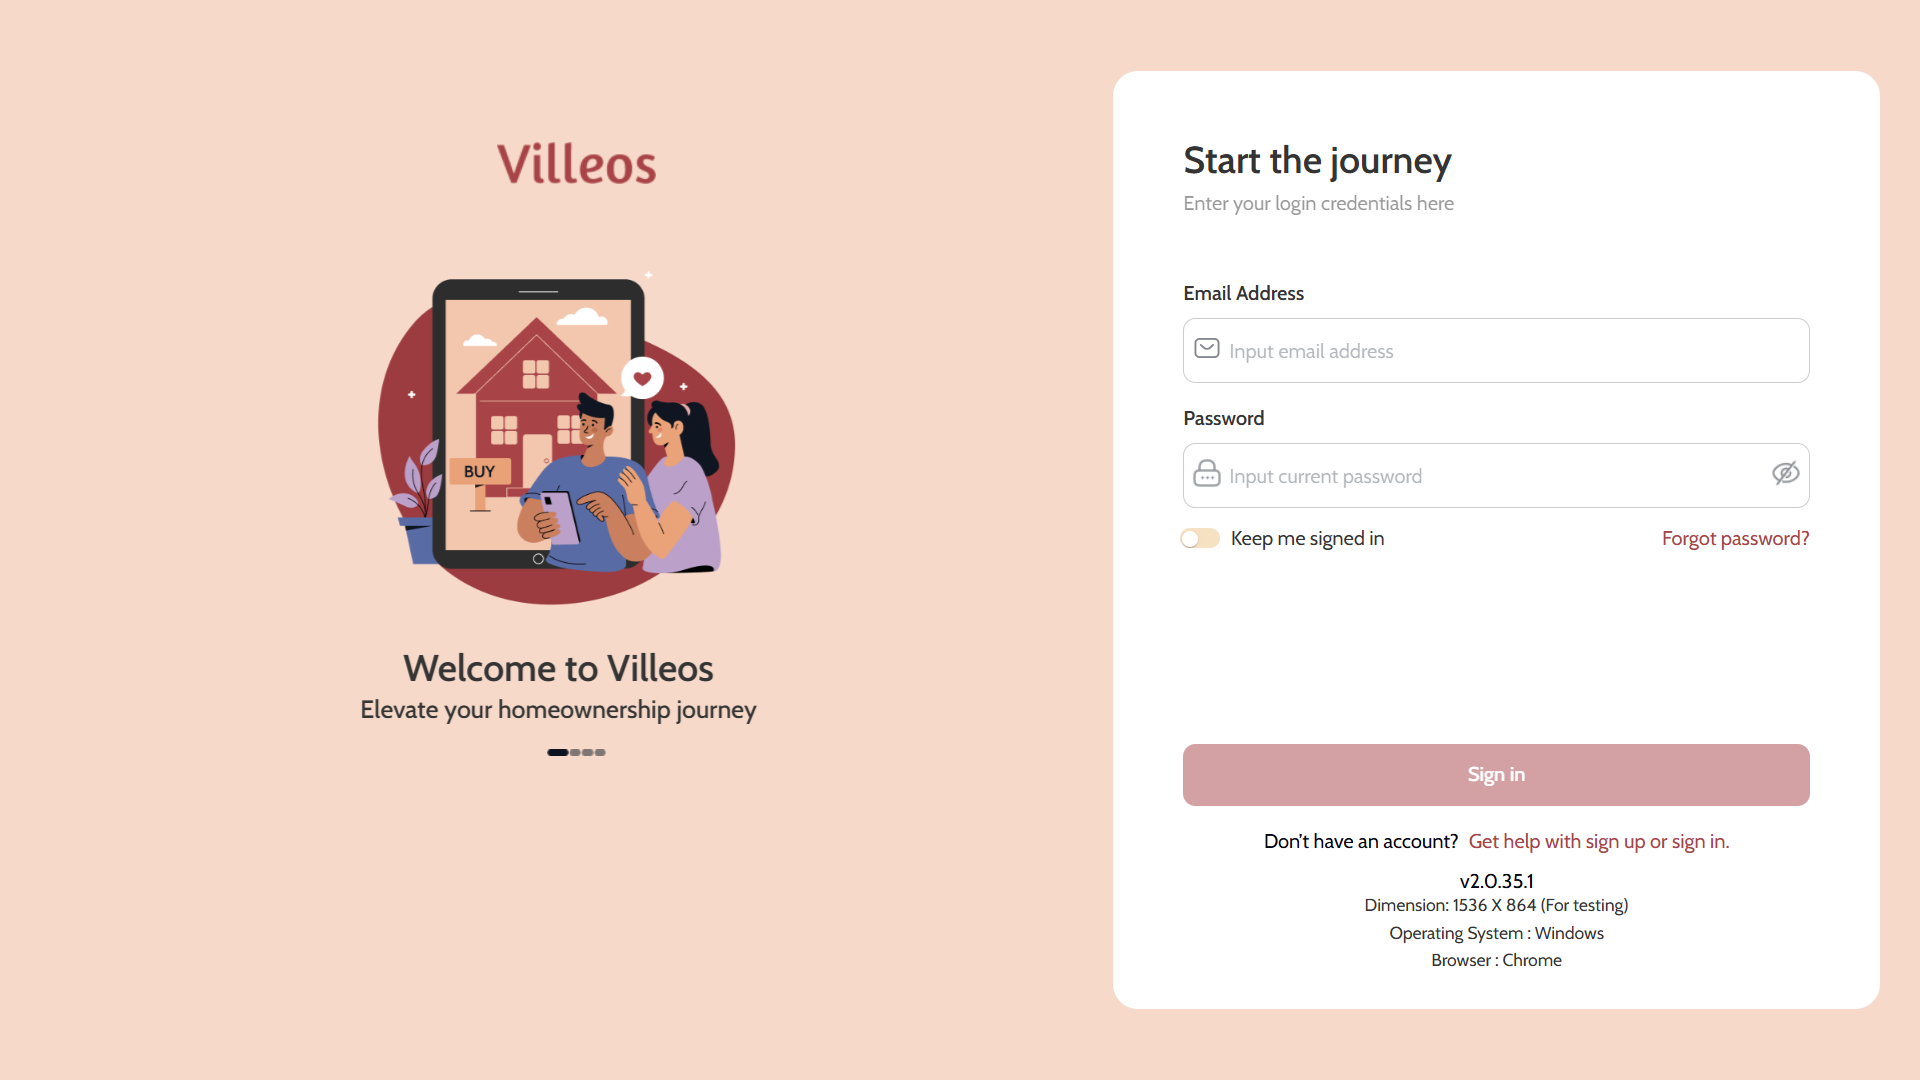 Villeos
BUY
Welcome to Villeos
Elevate your homeownership journey
Start the journey
Enter your login credentials here
Email Address
Input email address
Password
Input current password
Keep me signed in
Forgot password?
Sign in
Don't have an account? Get help with sign up or sign in.
v2.0.35.1
Dimension: 1536 X 864 (For testing)
Operating System : Windows
Browser : Chrome